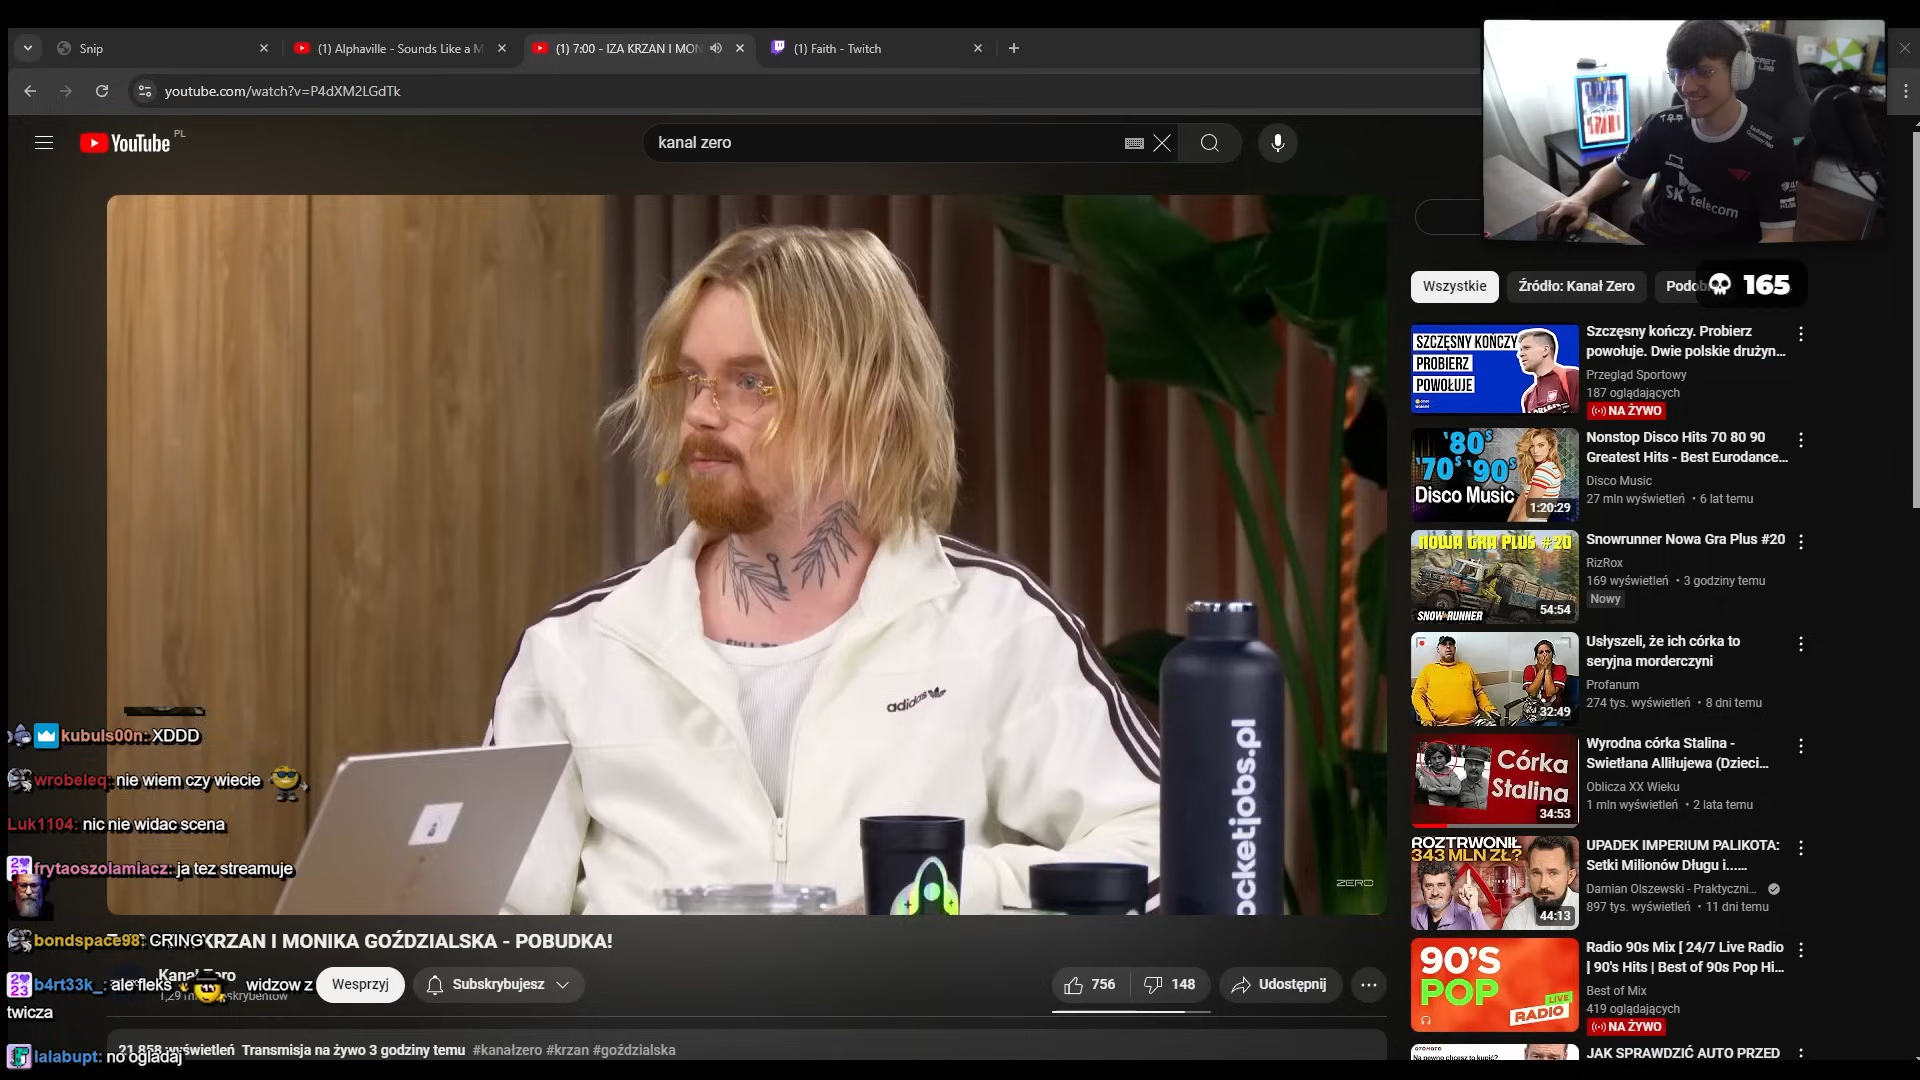 Snip
(1) Alphaville - Sounds Like a M
(1) 7:00 - IZA KRZAN I MON
(1) Faith - Twitch
youtube.com/watch?v=P4dXM2LGdTk
YouTube PL
kanal zero
SK telecom
Wszystkie
Źródło: Kanał Zero
Podob
165
SZCZĘSNY KOŃCZY
PROBIERZ
POWOŁUJE
Szczęsny kończy. Probierz
powołuje. Dwie polskie drużyn...
Przegląd Sportowy
187 oglądających
NA ŻYWO
'80s
'70s '90s
Disco Music
1:20:29
Nonstop Disco Hits 70 80 90
Greatest Hits - Best Eurodance...
Disco Music
27 mln wyświetleń • 6 lat temu
NOWA GRA PLUS #20
SNOWRUNNER
54:54
Snowrunner Nowa Gra Plus #20
RizRox
169 wyświetleń • 3 godziny temu
Nowy
32:49
Usłyszeli, że ich córka to
seryjna morderczyni
Profanum
274 tys. wyświetleń • 8 dni temu
Córka
Stalina
34:53
Wyrodna córka Stalina -
Swietłana Alliłujewa (Dzieci...
Oblicza XX Wieku
1 mln wyświetleń • 2 lata temu
ROZTRWONIŁ
343 MLN ZŁ?
44:13
UPADEK IMPERIUM PALIKOTA:
Setki Milionów Długu i......
Damian Olszewski - Praktyczni...
897 tys. wyświetleń • 11 dni temu
90'S
POP
LIVE
RADIO
Radio 90s Mix [ 24/7 Live Radio
] 90's Hits | Best of 90s Pop Hi...
Best of Mix
419 oglądających
NA ŻYWO
JAK SPRAWDZIĆ AUTO PRZED
adidas
ocketjobs.pl
ZERO
kubuls00n: XDDD
wrobeleq: nie wiem czy wiecie
Luk1104: nic nie widac scena
frytaoszolamiacz: ja tez streamuje
bondspace98: CRING
b4rt33k_: ale fleks widzow z
twicza
lalabupt: no ogladaj
KRZAN I MONIKA GOŹDZIALSKA - POBUDKA!
Kanał Zero
Wesprzyj
Subskrybujesz
756
148
Udostępnij
21 858 wyświetleń Transmisja na żywo 3 godziny temu #kanałzero #krzan #goździalska